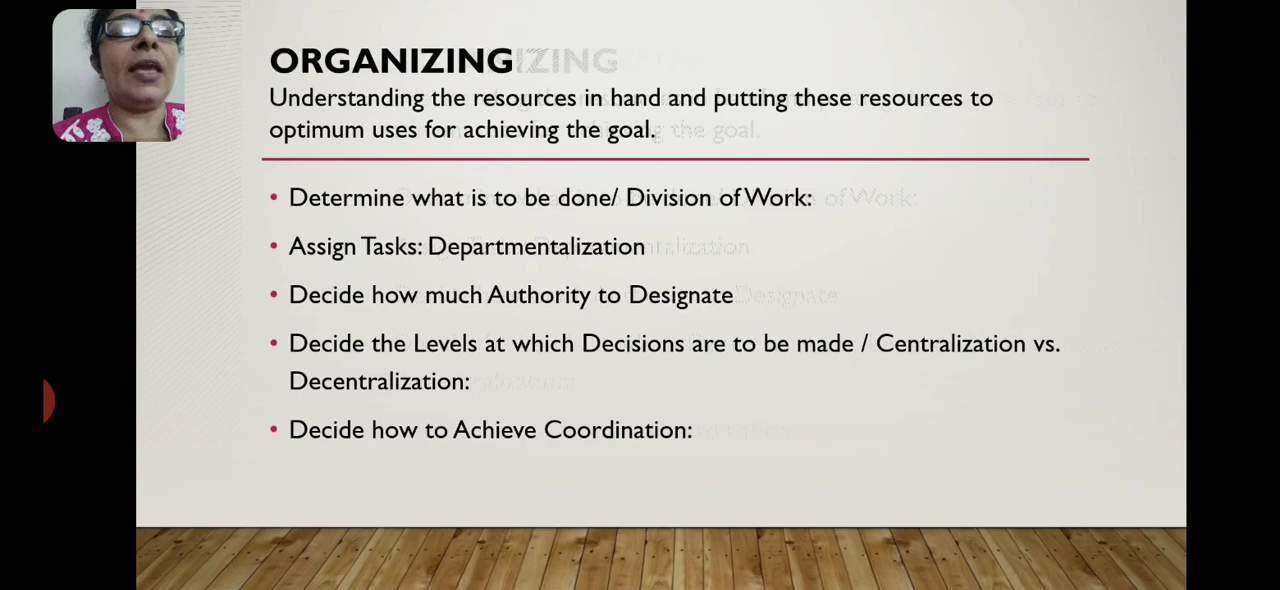 ORGANIZING
Understanding the resources in hand and putting these resources to
optimum uses for achieving the goal.
• Determine what is to be done/ Division of Work:
• Assign Tasks: Departmentalization
• Decide how much Authority to Designate
• Decide the Levels at which Decisions are to be made / Centralization vs.
Decentralization:
• Decide how to Achieve Coordination: